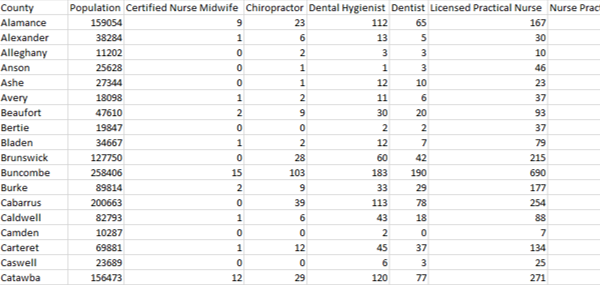 County Population Certified Nurse Midwife Chiropractor Dental Hygienist Dentist Licensed Practical Nurse Nurse Pract
Alamance 159054 9 23 112 65 167
Alexander 38284 1 6 13 5 30
Alleghany 11202 0 2 3 3 10
Anson 25628 0 1 1 3 46
Ashe 27344 0 1 12 10 23
Avery 18098 1 2 11 6 37
Beaufort 47610 2 9 30 20 93
Bertie 19847 0 0 2 2 37
Bladen 34667 1 2 12 7 79
Brunswick 127750 0 28 60 42 215
Buncombe 258406 15 103 183 190 690
Burke 89814 2 9 33 29 177
Cabarrus 200663 0 39 113 78 254
Caldwell 82793 1 6 43 18 88
Camden 10287 0 0 2 0 7
Carteret 69881 1 12 45 37 134
Caswell 23689 0 0 6 3 25
Catawba 156473 12 29 120 77 271